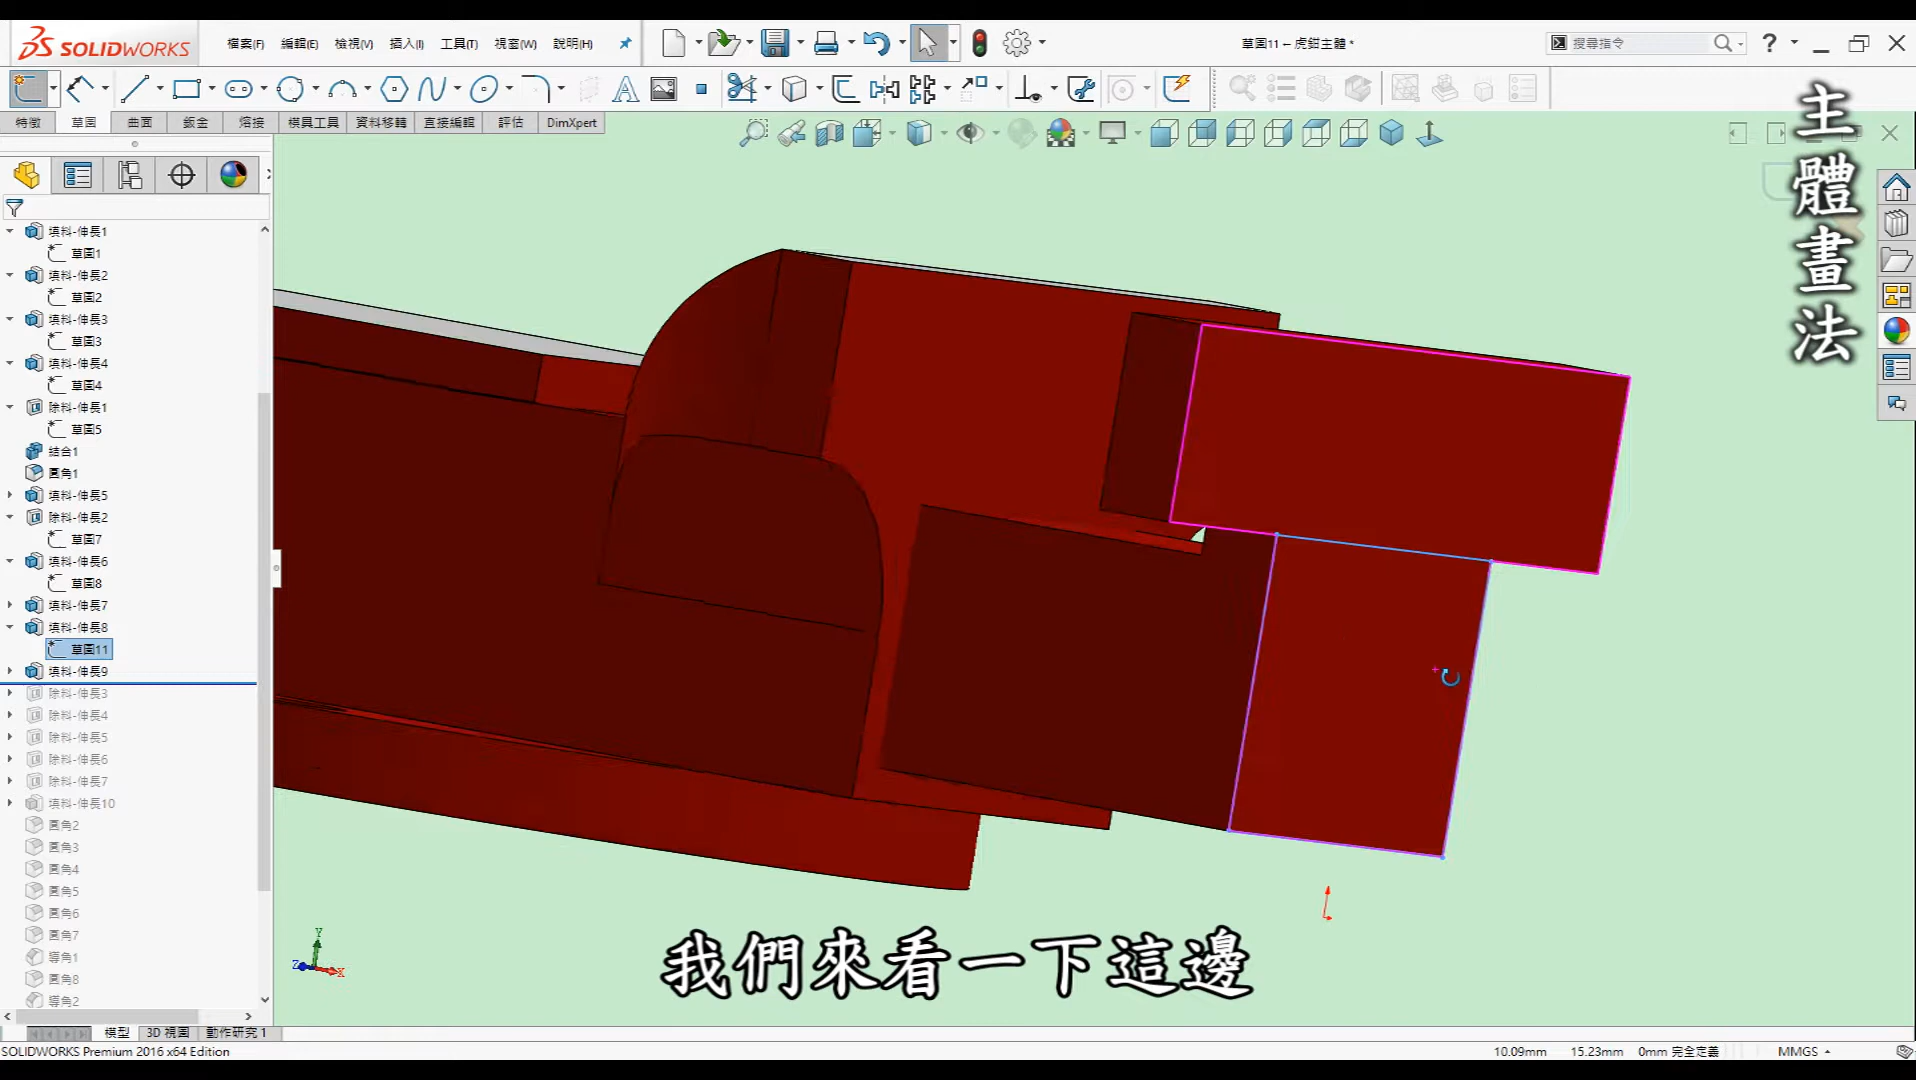 SOLIDWORKS
檔案(F) 編輯(E) 檢視(V) 插入(I) 工具(T) 視窗(W) 說明(H)
草圖11 – 虎鉗主體 *
搜尋指令
特徵 草圖 曲面 鈑金 熔接 模具工具 資料移轉 直接編輯 評估 DimXpert
主體畫法
填料-伸長1
草圖1
填料-伸長2
草圖2
填料-伸長3
草圖3
填料-伸長4
草圖4
除料-伸長1
草圖5
結合1
圓角1
填料-伸長5
除料-伸長2
草圖7
填料-伸長6
草圖8
填料-伸長7
填料-伸長8
草圖11
填料-伸長9
除料-伸長3
除料-伸長4
除料-伸長5
除料-伸長6
除料-伸長7
填料-伸長10
圓角2
圓角3
圓角4
圓角5
圓角6
圓角7
導角1
圓角8
導角2
Y
Z
X
我們來看一下這邊
模型 3D 視圖 動作研究 1
SOLIDWORKS Premium 2016 x64 Edition
10.09mm 15.23mm 0mm 完全定義 MMGS